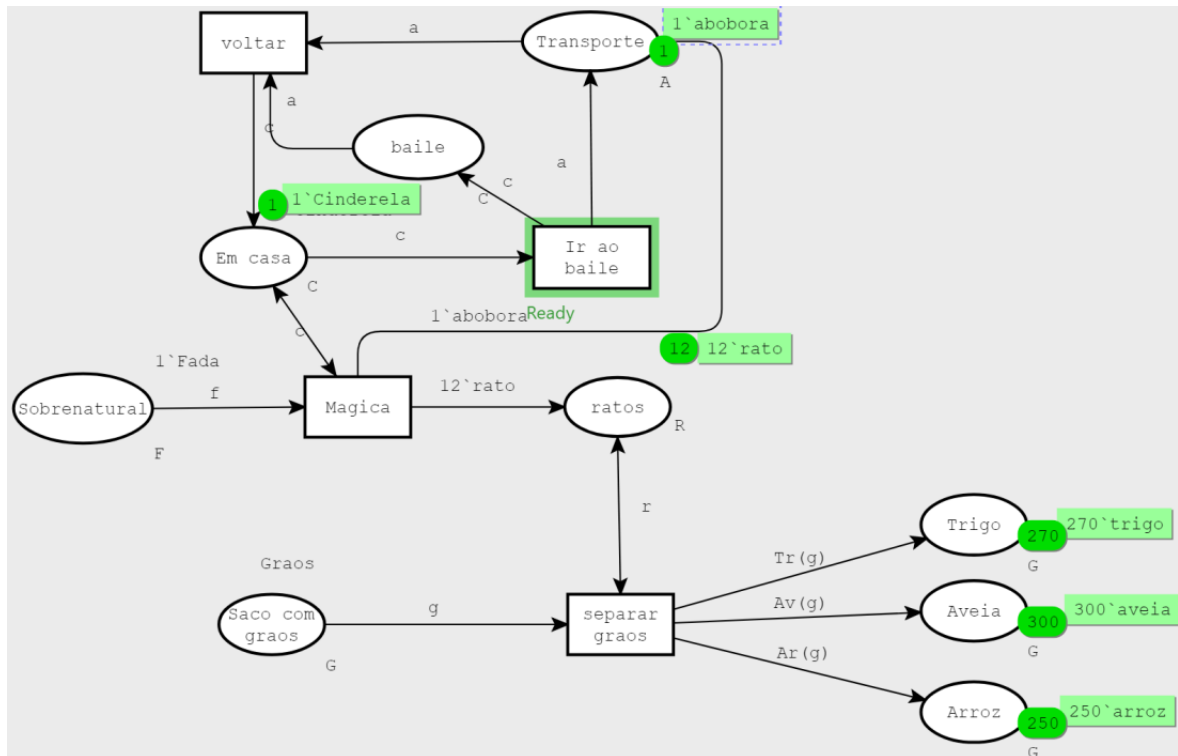 1`abobora
voltar
a
Transporte
1
A
a
c
baile
a
c
C
1
1`Cinderela
c
Em casa
C
Ir ao
baile
c
1`abobora
Ready
12
12`rato
1`Fada
f
12`rato
Sobrenatural
Magica
ratos
R
F
r
Trigo
270
270`trigo
G
Tr(g)
Graos
g
Av(g)
Saco com
graos
separar
graos
Aveia
300
300`aveia
G
G
Ar(g)
Arroz
250
250`arroz
G